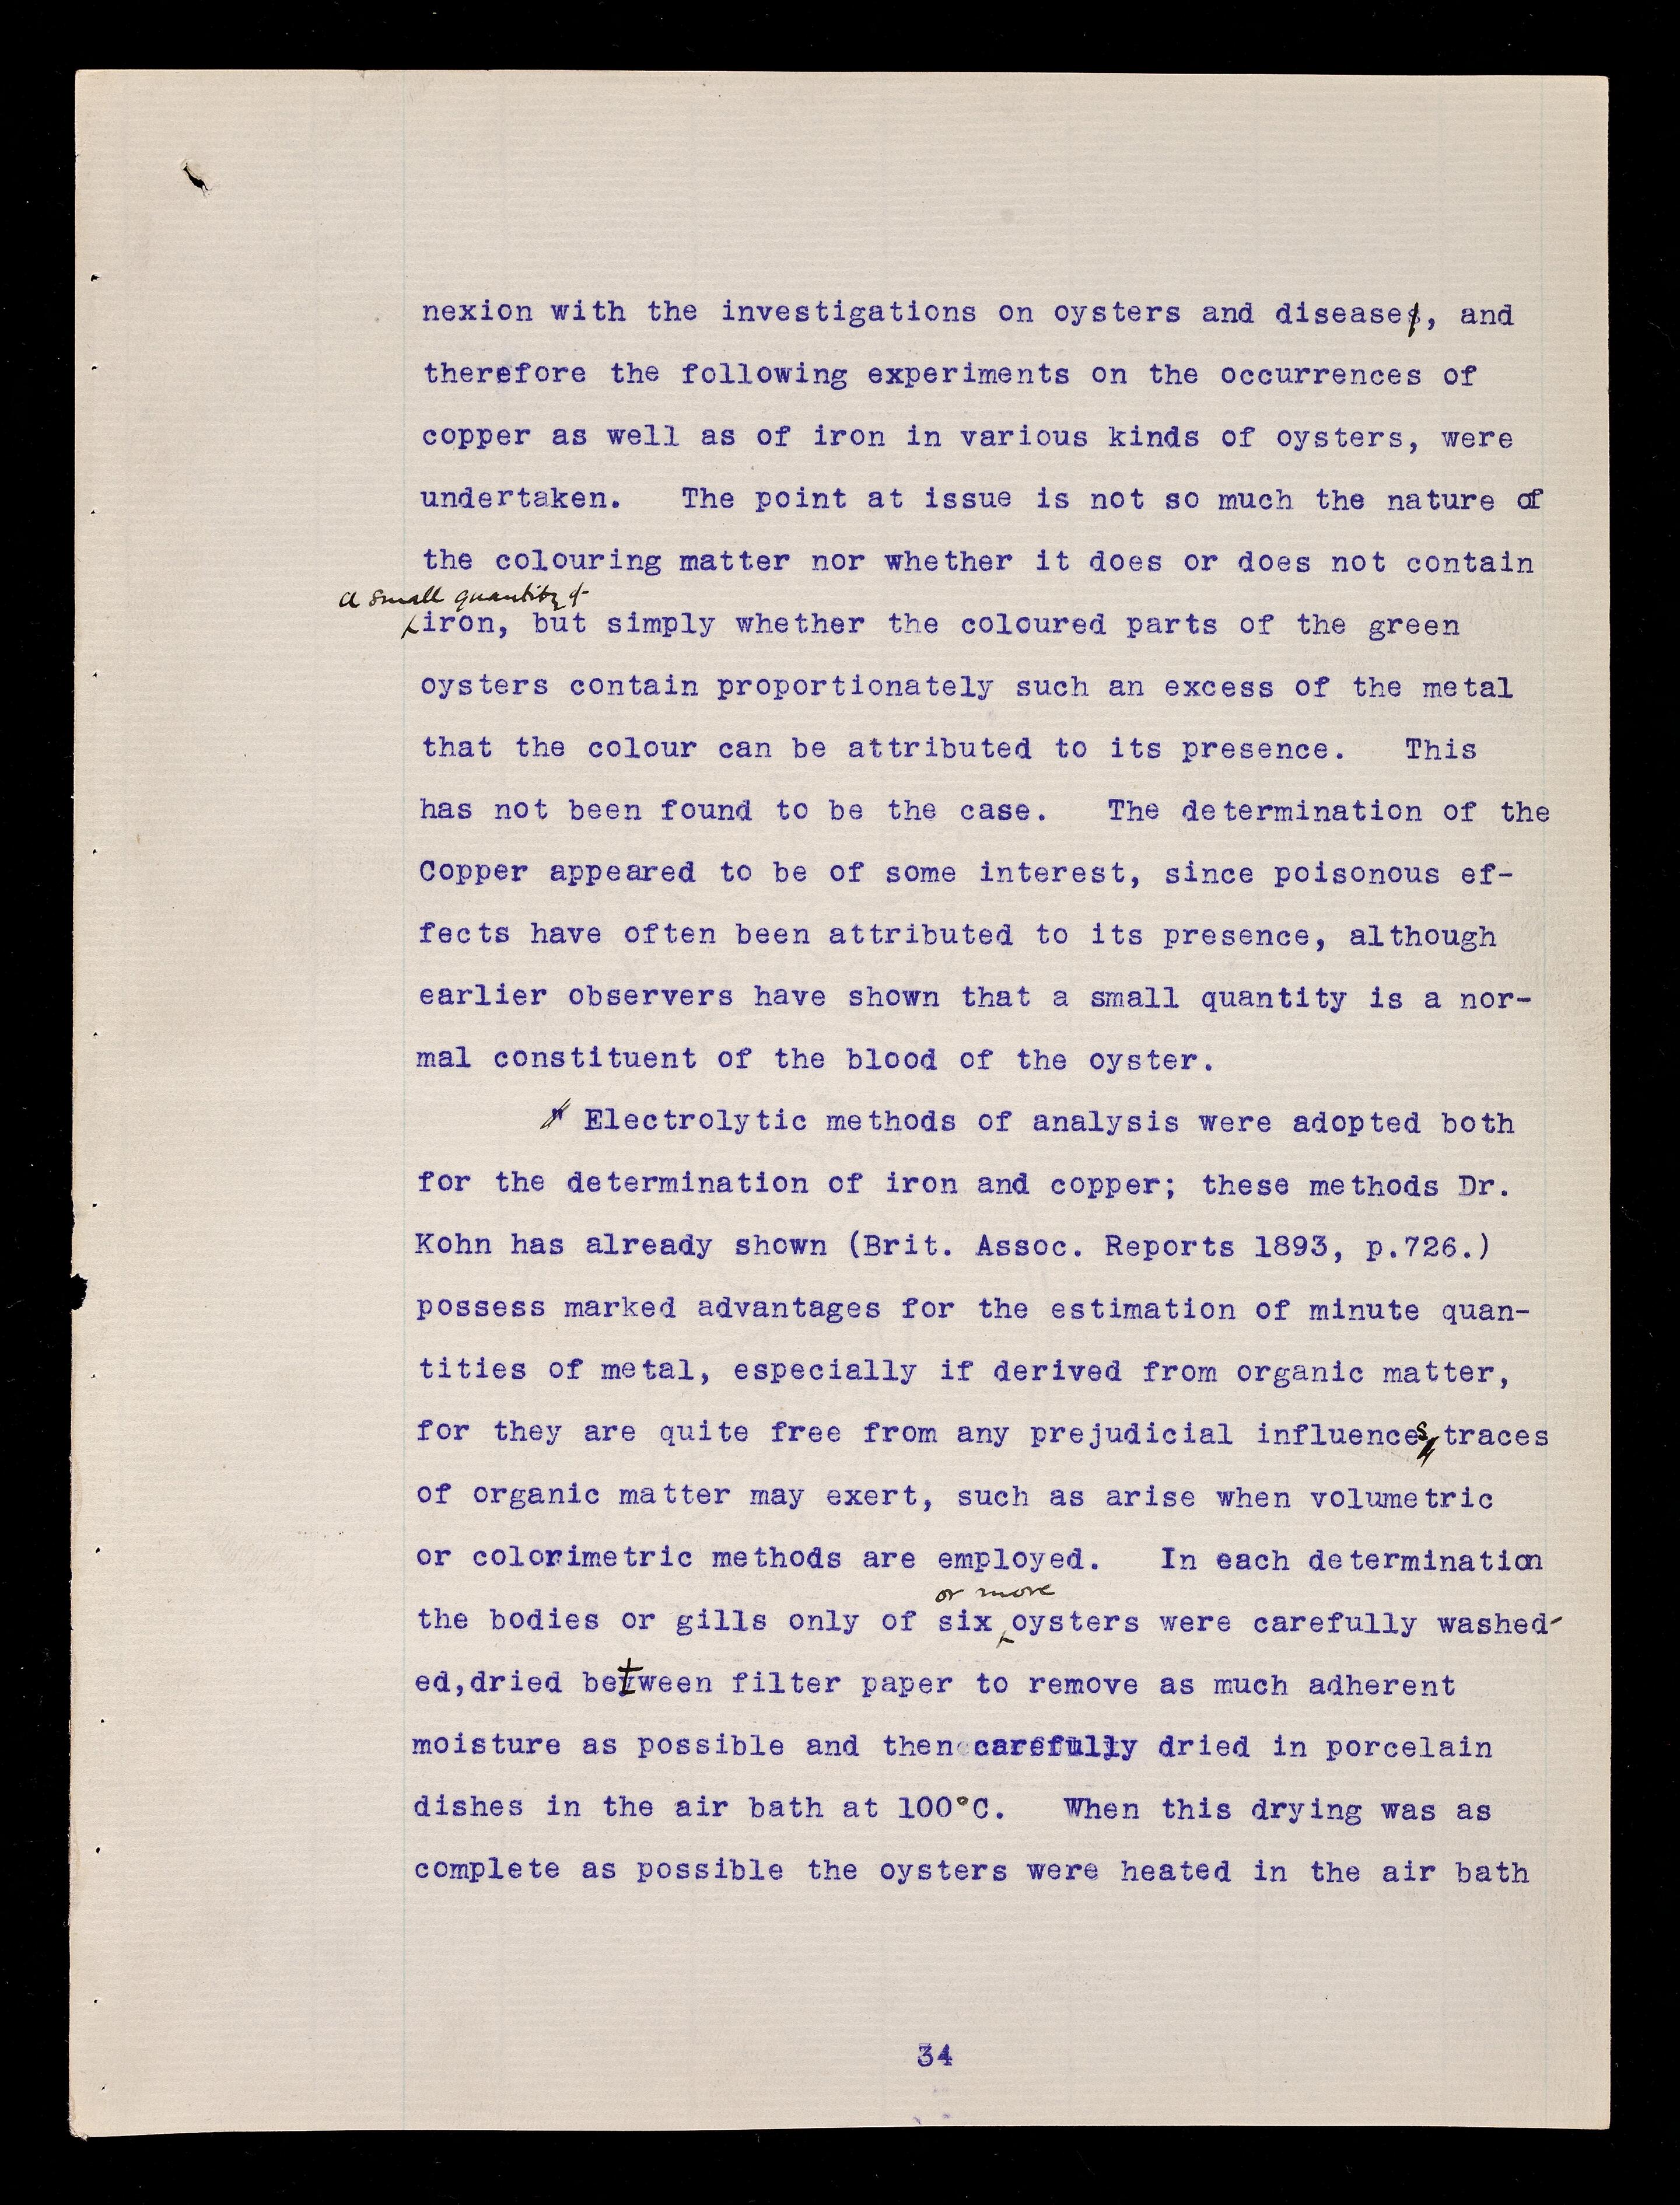 nexion with the investigations on oysters and disease, and
therefore the following experiments on the occurrences of
copper as well as of iron in various kinds of oysters, were
undertaken. The point at issue is not so much the nature of
the colouring matter nor whether it does or does not contain
a small quantity of
iron, but simply whether the coloured parts of the green
oysters contain proportionately such an excess of the metal
that the colour can be attributed to its presence. This
has not been found to be the case. The determination of the
Copper appeared to be of some interest, since poisonous ef-
fects have often been attributed to its presence, although
earlier observers have shown that a small quantity is a nor-
mal constituent of the blood of the oyster.
Electrolytic methods of analysis were adopted both
for the determination of iron and copper; these methods Dr.
Kohn has already shown (Brit. Assoc. Reports 1893, p.726.)
possess marked advantages for the estimation of minute quan-
tities of metal, especially if derived from organic matter,
for they are quite free from any prejudicial influences traces
of organic matter may exert, such as arise when volumetric
or colorimetric methods are employed. In each determination
or more
the bodies or gills only of six oysters were carefully washed-
ed,dried between filter paper to remove as much adherent
moisture as possible and then carefully dried in porcelain
dishes in the air bath at 100°C. When this drying was as
complete as possible the oysters were heated in the air bath
34